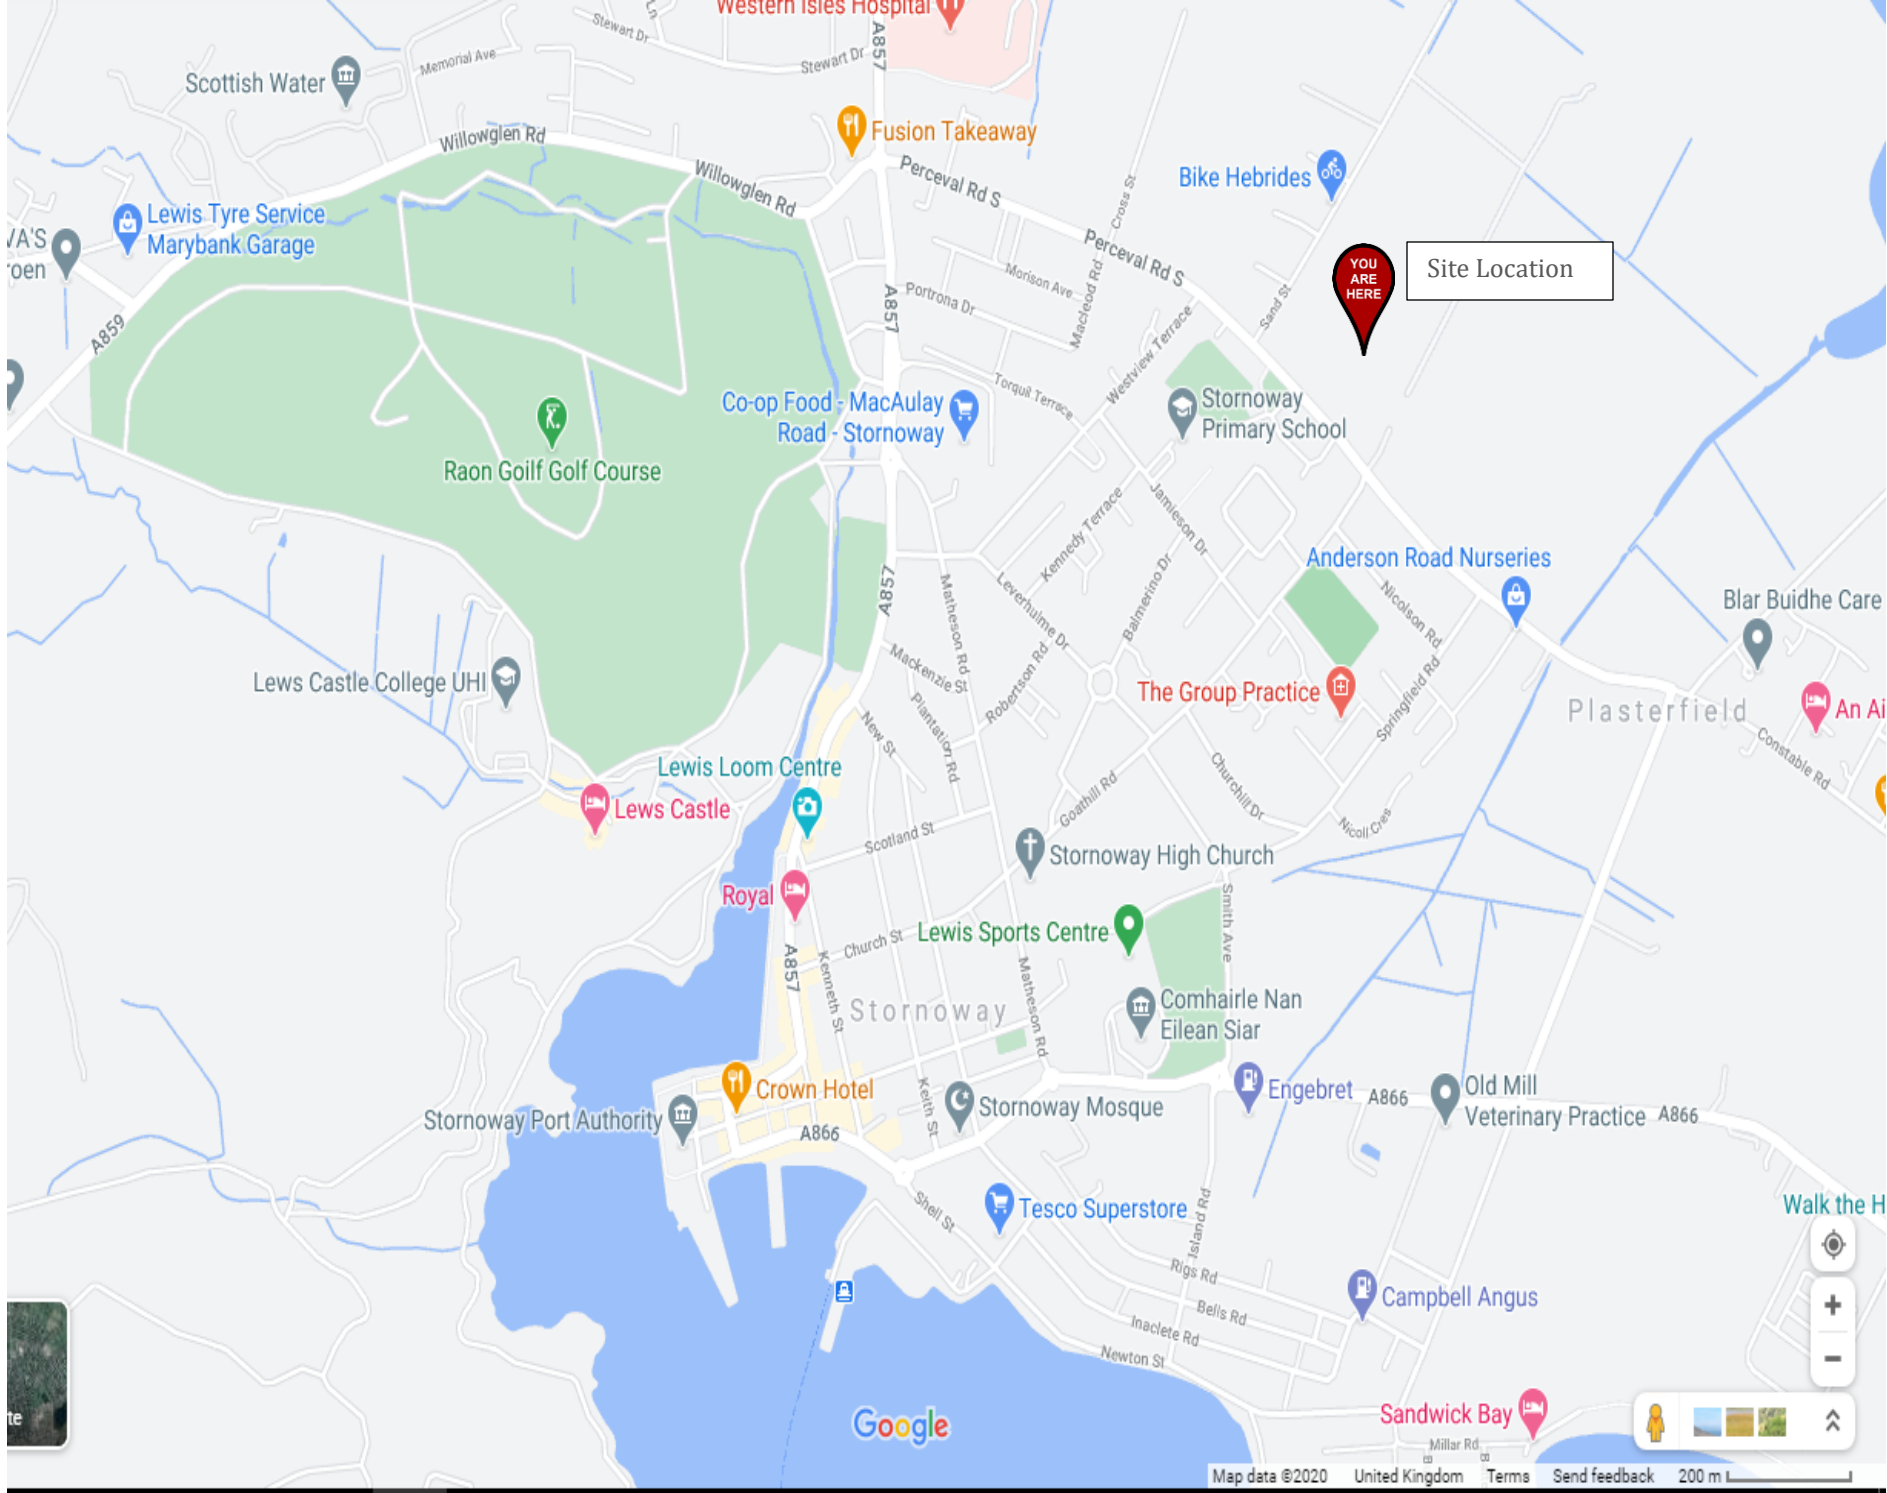 Western Isles Hospital
A857
Stewart Dr
Ln
Stewart Dr
Memorial Ave
Scottish Water
Willowglen Rd
Fusion Takeaway
Willowglen Rd
Perceval Rd S
Cross St
Bike Hebrides
Lewis Tyre Service
Marybank Garage
VA'S
roen
Perceval Rd S
YOU
ARE
HERE
Site Location
Morison Ave
Macleod Rd
Portrona Dr
A857
Sand St
A859
Westview Terrace
Torquil Terrace
Co-op Food - MacAulay
Road - Stornoway
Stornoway
Primary School
Raon Goilf Golf Course
Kennedy Terrace
Jamieson Dr
Anderson Road Nurseries
A857
Matheson Rd
Leverhulme Dr
Balmerino Dr
Nicolson Rd
Blar Buidhe Care
Mackenzie St
Robertson Rd
Lews Castle College UHI
The Group Practice
Springfield Rd
Plasterfield
An Ai
New St
Plantation Rd
Constable Rd
Lewis Loom Centre
Churchill Dr
Goathill Rd
Lews Castle
Scotland St
Nicoll Cres
Stornoway High Church
Royal
Smith Ave
Church St
Lewis Sports Centre
A857
Kenneth St
Matheson Rd
Stornoway
Comhairle Nan
Eilean Siar
Crown Hotel
Keith St
Engebret
A866
Old Mill
Veterinary Practice
A866
Stornoway Port Authority
A866
Stornoway Mosque
Shell St
Tesco Superstore
Island Rd
Walk the H
Rigs Rd
Campbell Angus
Bells Rd
Inaclete Rd
Newton St
te
Google
Sandwick Bay
Millar Rd
B
B
Map data ©2020 United Kingdom Terms Send feedback 200 m